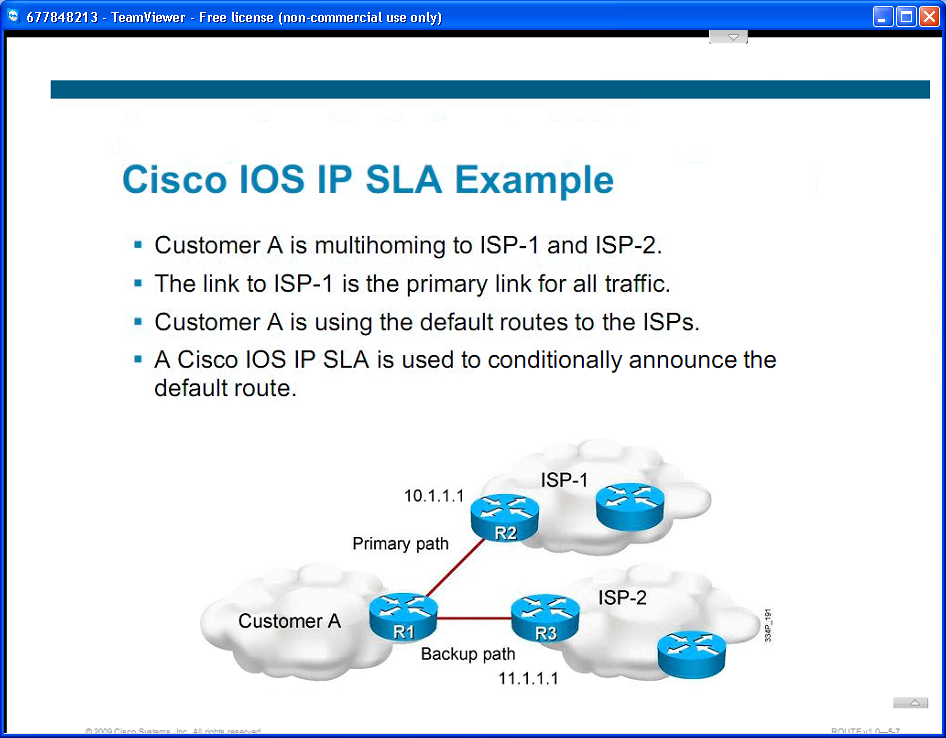 677848213 - TeamViewer - Free license (non-commercial use only)
Cisco IOS IP SLA Example
Customer A is multihoming to ISP-1 and ISP-2.
The link to ISP-1 is the primary link for all traffic.
Customer A is using the default routes to the ISPs.
A Cisco IOS IP SLA is used to conditionally announce the
default route.
ISP-1
10.1.1.1
R2
Primary path
ISP-2
Customer A
R1
R3
334P_191
Backup path
11.1.1.1
© 2009 Cisco Systems, Inc. All rights reserved.
ROUTE v1.0—5-7